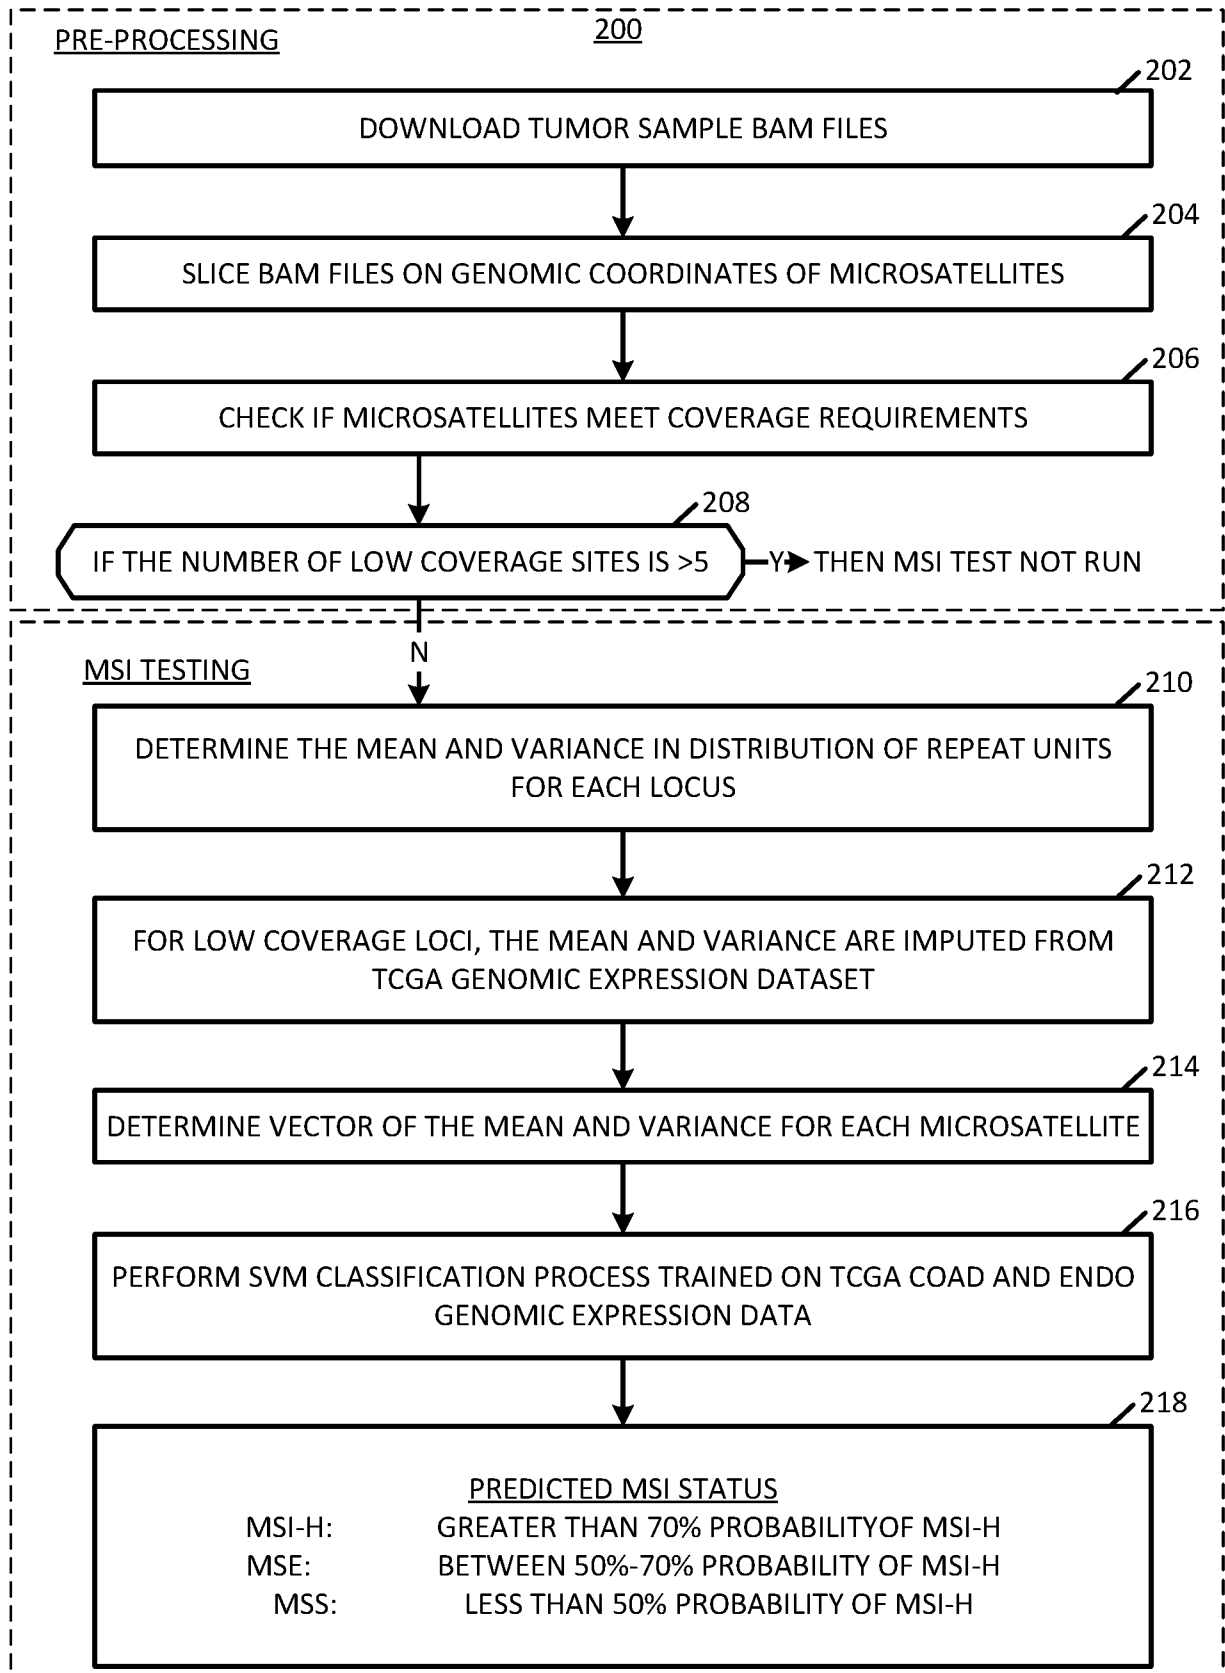 PRE-PROCESSING
200
202
DOWNLOAD TUMOR SAMPLE BAM FILES
204
SLICE BAM FILES ON GENOMIC COORDINATES OF MICROSATELLITES
206
CHECK IF MICROSATELLITES MEET COVERAGE REQUIREMENTS
208
IF THE NUMBER OF LOW COVERAGE SITES IS >5
Y
THEN MSI TEST NOT RUN
N
MSI TESTING
210
DETERMINE THE MEAN AND VARIANCE IN DISTRIBUTION OF REPEAT UNITS
FOR EACH LOCUS
212
FOR LOW COVERAGE LOCI, THE MEAN AND VARIANCE ARE IMPUTED FROM
TCGA GENOMIC EXPRESSION DATASET
214
DETERMINE VECTOR OF THE MEAN AND VARIANCE FOR EACH MICROSATELLITE
216
PERFORM SVM CLASSIFICATION PROCESS TRAINED ON TCGA COAD AND ENDO
GENOMIC EXPRESSION DATA
218
PREDICTED MSI STATUS
MSI-H: GREATER THAN 70% PROBABILITYOF MSI-H
MSE: BETWEEN 50%-70% PROBABILITY OF MSI-H
MSS: LESS THAN 50% PROBABILITY OF MSI-H